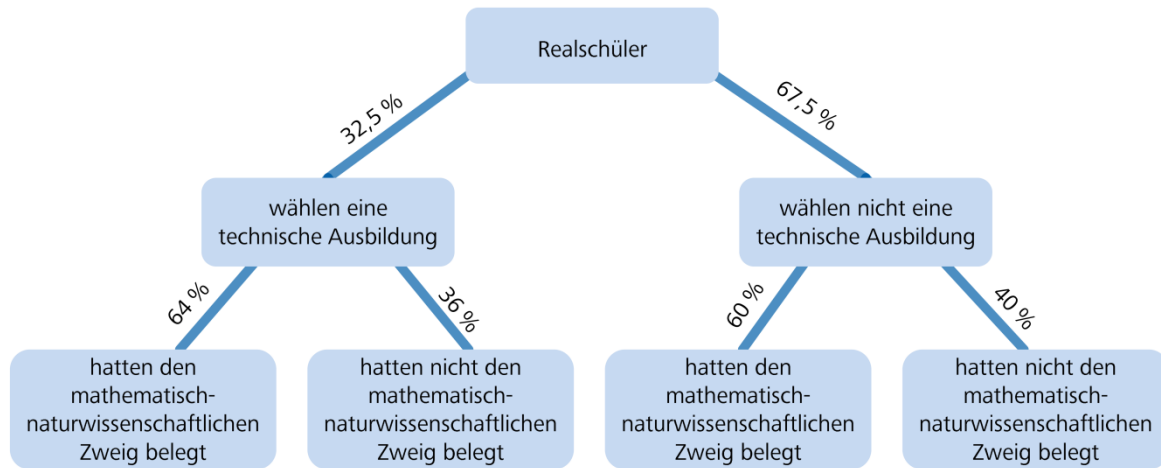 Realschüler
32,5 %
67,5 %
wählen eine
technische Ausbildung
wählen nicht eine
technische Ausbildung
64 %
36 %
60 %
40 %
hatten den
mathematisch-
naturwissenschaftlichen
Zweig belegt
hatten nicht den
mathematisch-
naturwissenschaftlichen
Zweig belegt
hatten den
mathematisch-
naturwissenschaftlichen
Zweig belegt
hatten nicht den
mathematisch-
naturwissenschaftlichen
Zweig belegt